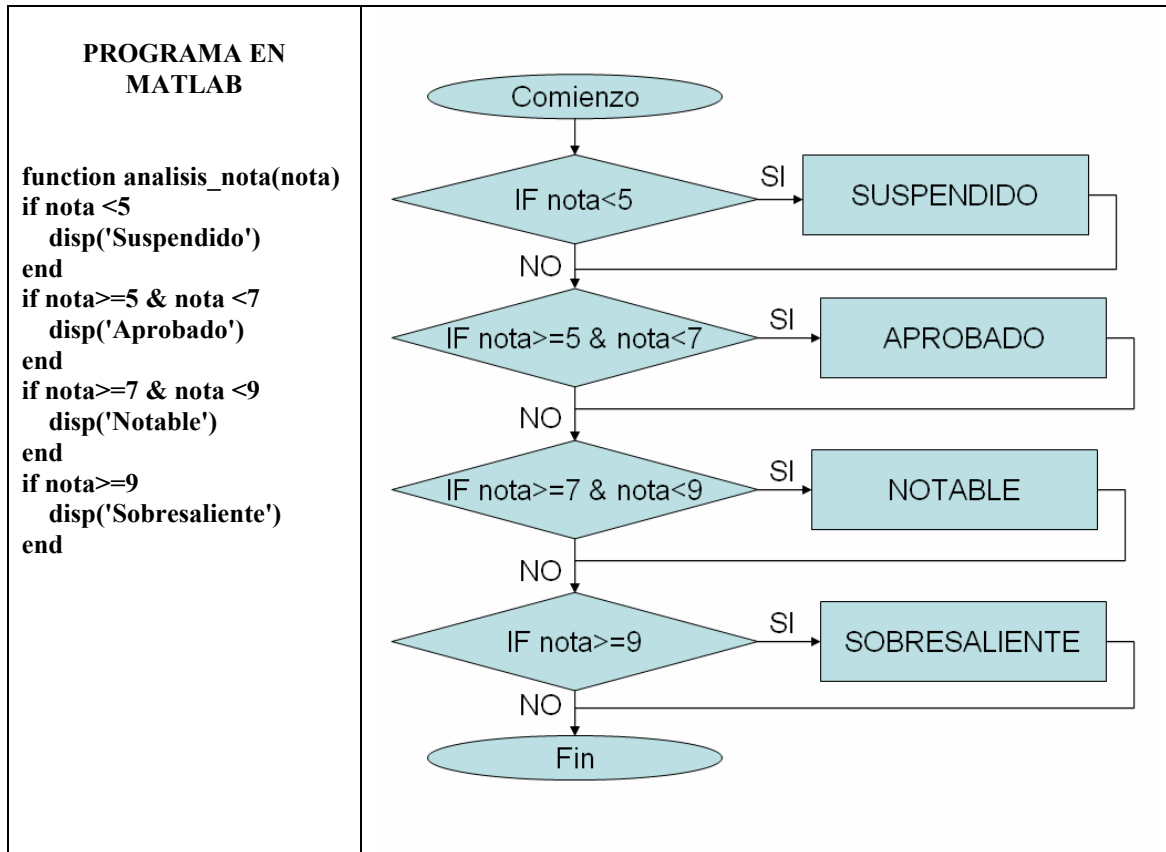 PROGRAMA EN
MATLAB
function analisis_nota(nota)
if nota <5
disp('Suspendido')
end
if nota>=5 & nota <7
disp('Aprobado')
end
if nota>=7 & nota <9
disp('Notable')
end
if nota>=9
disp('Sobresaliente')
end
Comienzo
IF nota<5
SI
SUSPENDIDO
NO
IF nota>=5 & nota<7
SI
APROBADO
NO
IF nota>=7 & nota<9
SI
NOTABLE
NO
IF nota>=9
SI
SOBRESALIENTE
NO
Fin